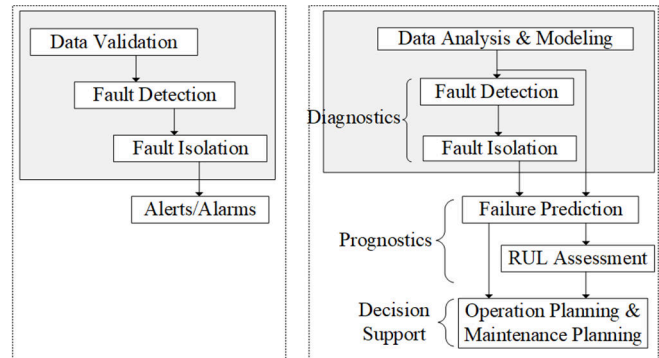 Data Validation
Fault Detection
Fault Isolation
Alerts/Alarms
Data Analysis & Modeling
Diagnostics
Fault Detection
Fault Isolation
Prognostics
Failure Prediction
RUL Assessment
Decision
Support
Operation Planning &
Maintenance Planning